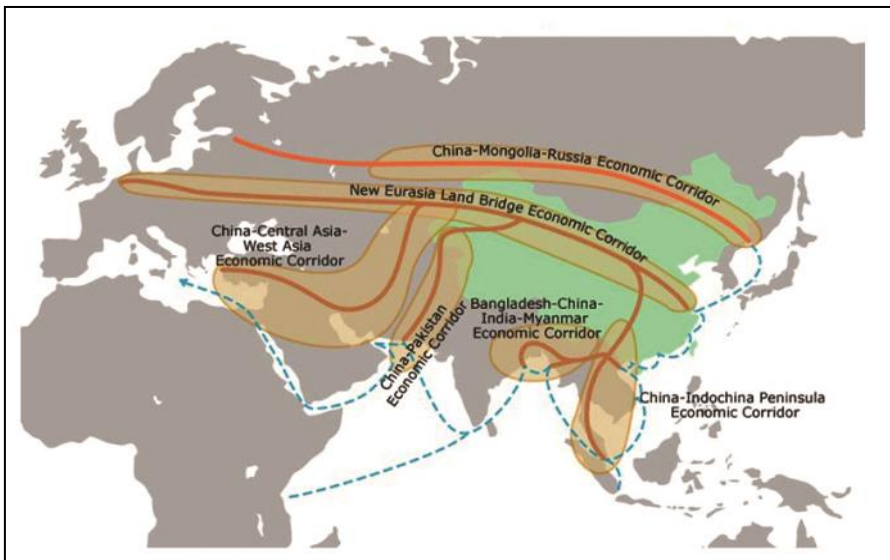 China-Mongolia-Russia Economic Corridor
New Eurasia Land Bridge Economic Corridor
China-Central Asia-
West Asia
Economic Corridor
China-Pakistan
Economic Corridor
Bangladesh-China-
India-Myanmar
Economic Corridor
China-Indochina Peninsula
Economic Corridor